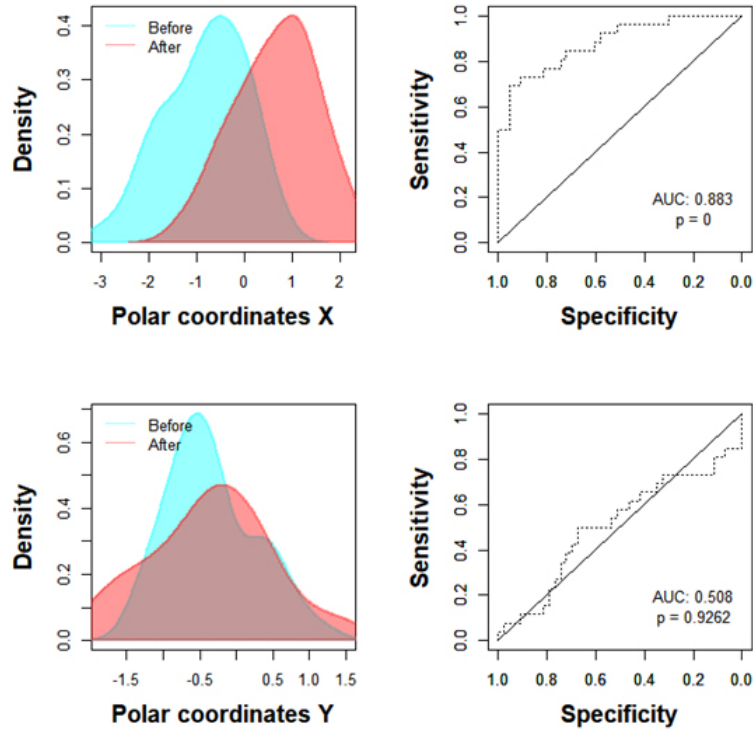 Density
0.4
0.3
0.2
0.1
0.0
Before
After
-3
-2
-1
0
1
2
Polar coordinates X
Sensitivity
1.0
0.8
0.6
0.4
0.2
0.0
AUC: 0.883
p = 0
1.0
0.8
0.6
0.4
0.2
0.0
Specificity
Density
0.6
0.4
0.2
0.0
Before
After
-1.5
-0.5
0.5
1.0
1.5
Polar coordinates Y
Sensitivity
1.0
0.8
0.6
0.4
0.2
0.0
AUC: 0.508
p = 0.9262
1.0
0.8
0.6
0.4
0.2
0.0
Specificity